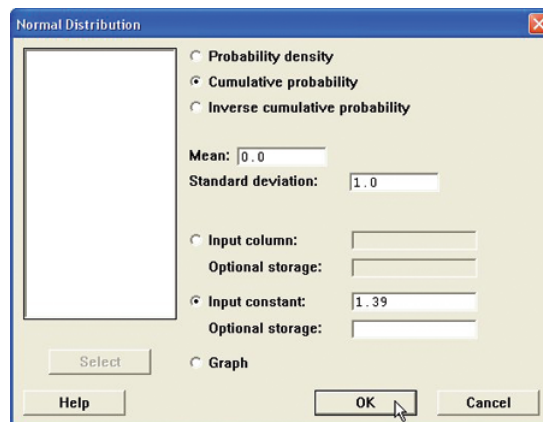 Normal Distribution
Probability density
Cumulative probability
Inverse cumulative probability
Mean: 0.0
Standard deviation: 1.0
Input column:
Optional storage:
Input constant: 1.39
Optional storage:
Select
Graph
Help
OK
Cancel